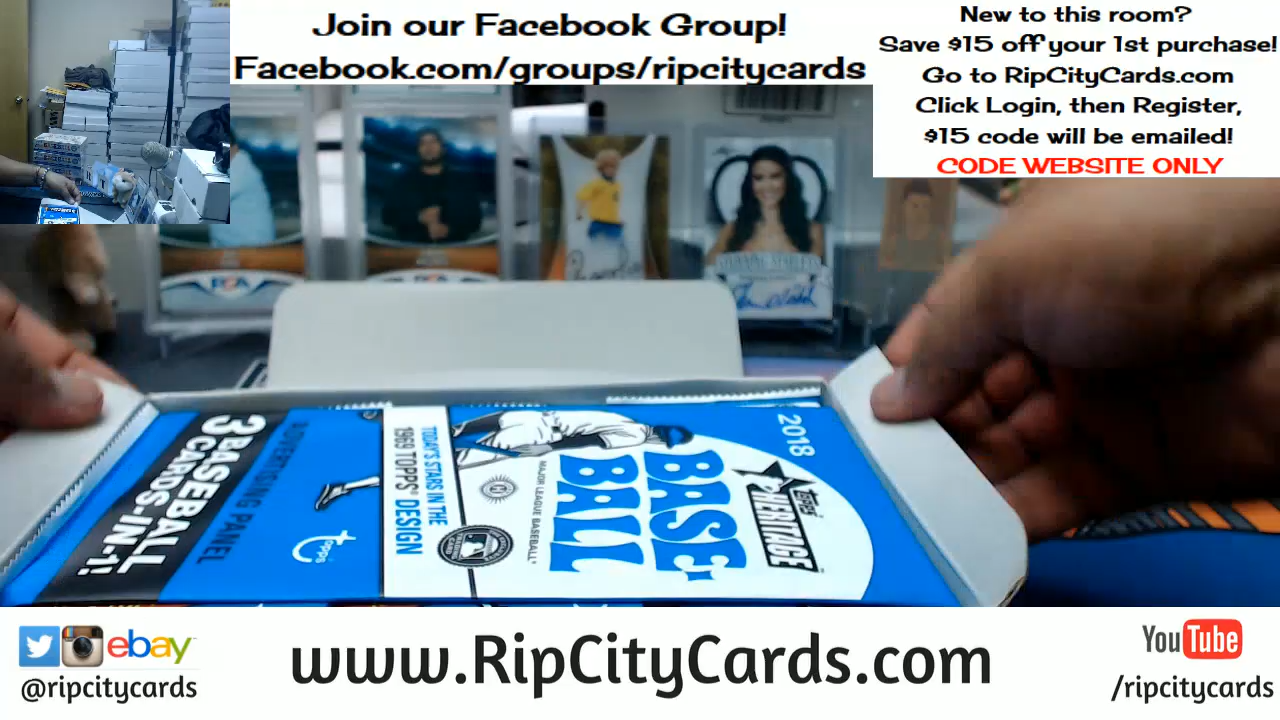 Join our Facebook Group!
Facebook.com/groups/ripcitycards
New to this room?
Save $15 off your 1st purchase!
Go to RipCityCards.com
Click Login, then Register,
$15 code will be emailed!
CODE WEBSITE ONLY
PSA
2018
TOPPS
HERITAGE
BASE-
BALL
MAJOR LEAGUE BASEBALL
TODAY'S STARS IN THE
1969 TOPPS® DESIGN
topps
ADVERTISING PANEL
3 BASEBALL
CARDS-IN-1!
ebay
@ripcitycards
www.RipCityCards.com
YouTube
/ripcitycards